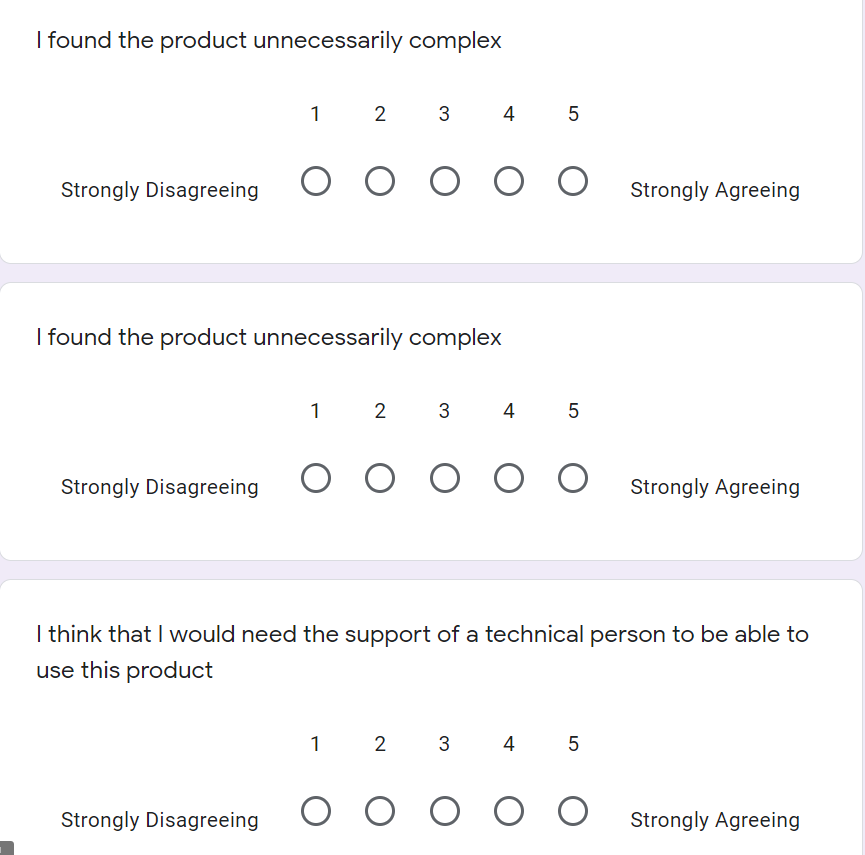 I found the product unnecessarily complex
1 2 3 4 5
Strongly Disagreeing Strongly Agreeing
I found the product unnecessarily complex
1 2 3 4 5
Strongly Disagreeing Strongly Agreeing
I think that I would need the support of a technical person to be able to
use this product
1 2 3 4 5
Strongly Disagreeing Strongly Agreeing